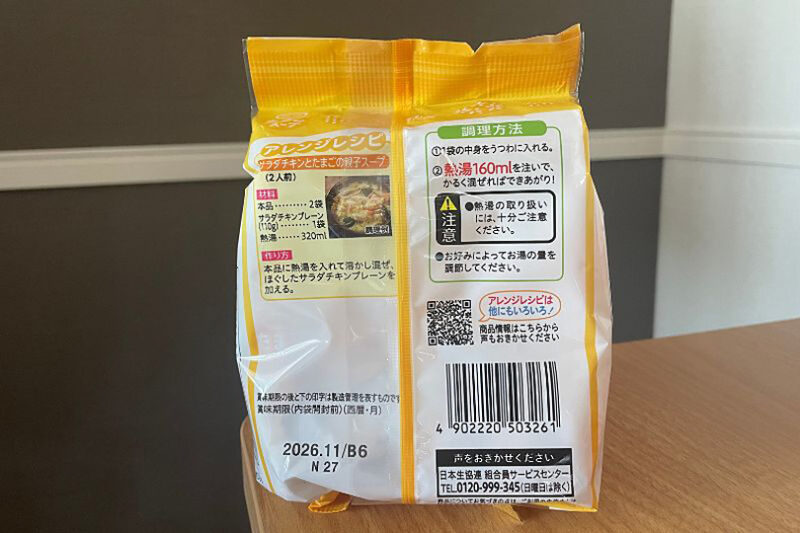 アレンジレシピ
サラダチキンとたまごの親子スープ
(2人前)
材料
本品………2袋
サラダチキンプレーン
(110g)………1袋
熱湯……320ml
調理例
作り方
本品に熱湯を入れて溶かし混ぜ、
ほぐしたサラダチキンプレーンを
加える。
賞味期限の後と下の印字は製造管理を表すものです
賞味期限(内袋開封前)(西暦・月)
2026.11/B6
N 27
調理方法
①1袋の中身をうつわに入れる。
②熱湯160mlを注いで、
かるく混ぜればできあがり!
注意
●熱湯の取り扱い
には、十分ご注意
ください。
●お好みによってお湯の量を
調節してください。
アレンジレシピは
他にもいろいろ!
商品情報はこちらから
声もおきかせください
4 902220 503261
声をおきかせください
日本生協連 組合員サービスセンター
TEL.0120-999-345(日曜日は除く)